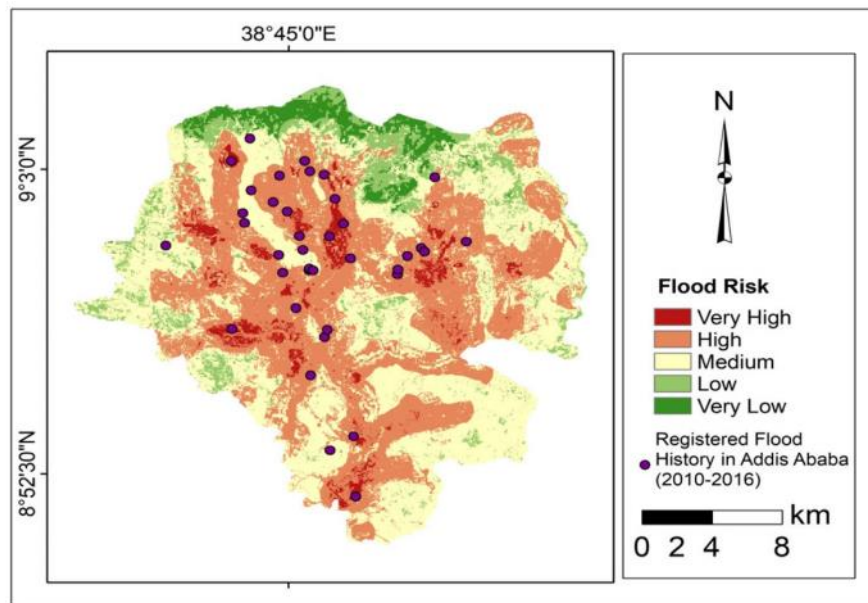 38°45'0"E
9°3'0"N
8°52'30"N
N
Flood Risk
Very High
High
Medium
Low
Very Low
Registered Flood
History in Addis Ababa
(2010-2016)
km
0 2 4 8